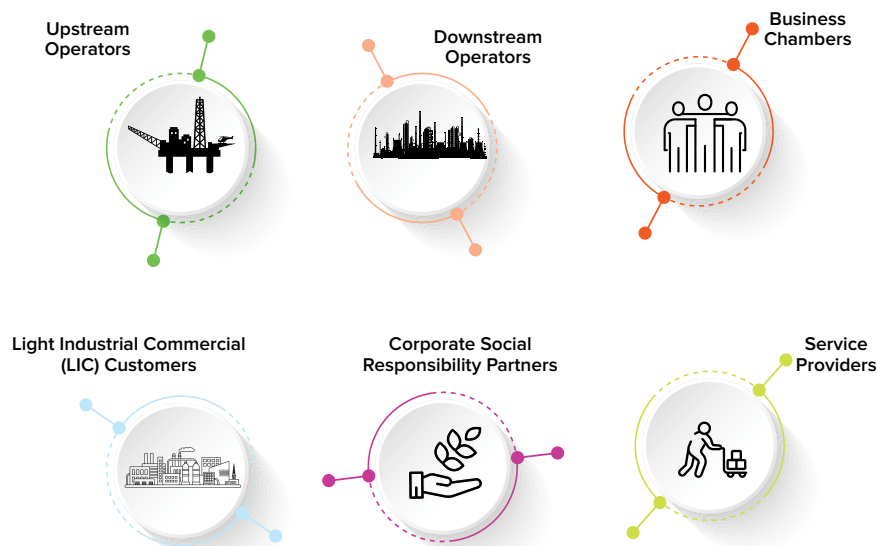 Upstream
Operators
Downstream
Operators
Business
Chambers
Light Industrial Commercial
(LIC) Customers
Corporate Social
Responsibility Partners
Service
Providers